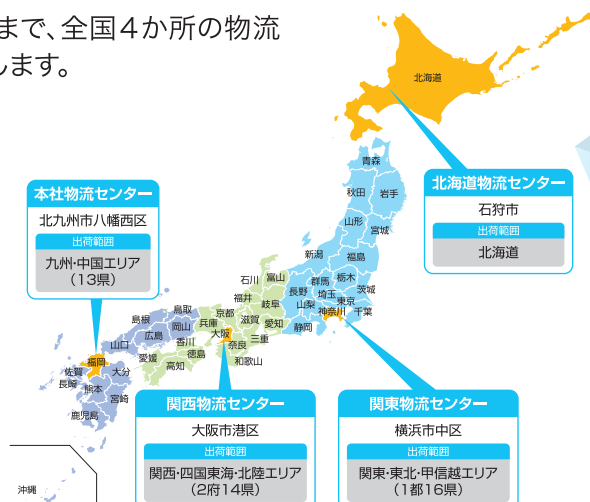 まで、全国4か所の物流
します。
北海道
青森
秋田
岩手
山形
宮城
新潟
福島
石川
富山
群馬
栃木
長野
埼玉
茨城
福井
岐阜
山梨
東京
神奈川
千葉
静岡
島根
鳥取
京都
滋賀
愛知
兵庫
岡山
広島
大阪
三重
奈良
香川
山口
徳島
和歌山
愛媛
高知
福岡
佐賀
大分
長崎
熊本
宮崎
鹿児島
沖縄
本社物流センター
北九州市八幡西区
出荷範囲
九州・中国エリア
(13県)
北海道物流センター
石狩市
出荷範囲
北海道
関西物流センター
大阪市港区
出荷範囲
関西・四国東海・北陸エリア
(2府14県)
関東物流センター
横浜市中区
出荷範囲
関東・東北・甲信越エリア
(1都16県)